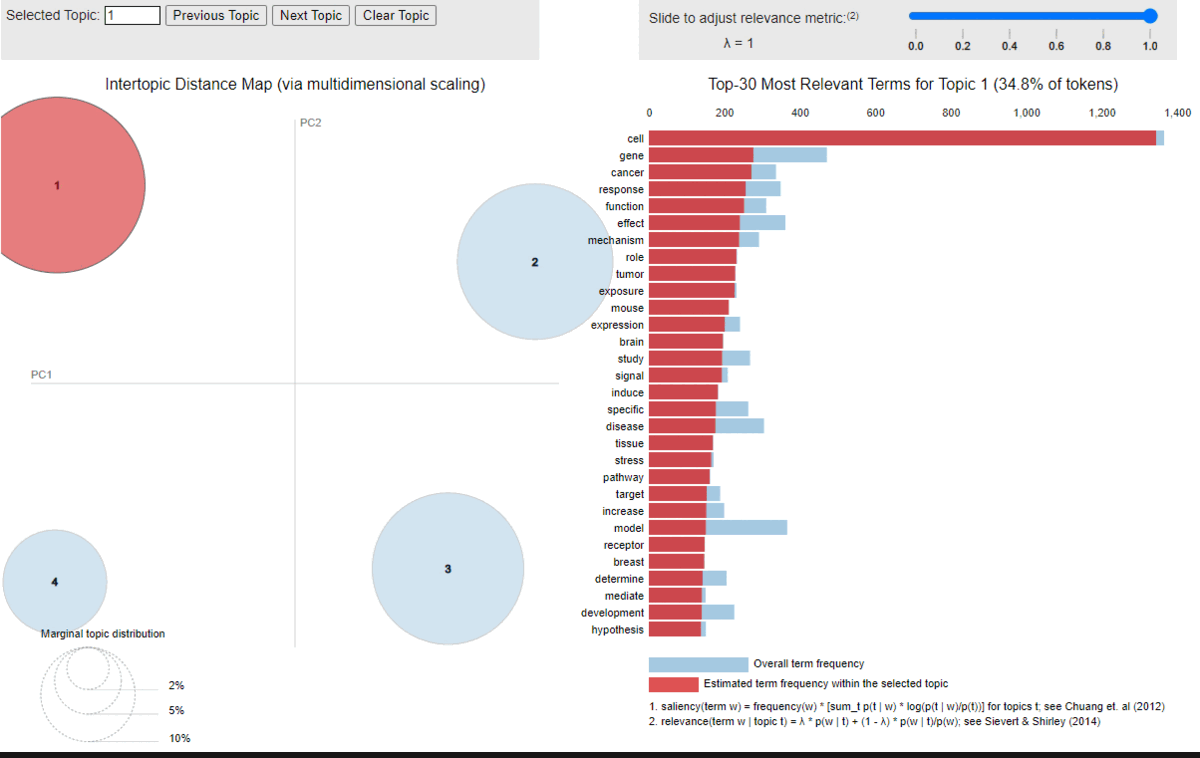 Selected Topic: 1 Previous Topic Next Topic Clear Topic
Slide to adjust relevance metric:(2)
λ = 1
0.0 0.2 0.4 0.6 0.8 1.0
Intertopic Distance Map (via multidimensional scaling)
PC2
PC1
1
2
3
4
Marginal topic distribution
2%
5%
10%
Top-30 Most Relevant Terms for Topic 1 (34.8% of tokens)
0 200 400 600 800 1,000 1,200 1,400
cell
gene
cancer
response
function
effect
mechanism
role
tumor
exposure
mouse
expression
brain
study
signal
induce
specific
disease
tissue
stress
pathway
target
increase
model
receptor
breast
determine
mediate
development
hypothesis
Overall term frequency
Estimated term frequency within the selected topic
1. saliency(term w) = frequency(w) * [sum_t p(t | w) * log(p(t | w)/p(t))] for topics t; see Chuang et. al (2012)
2. relevance(term w | topic t) = λ * p(w | t) + (1 - λ) * p(w | t)/p(w); see Sievert & Shirley (2014)